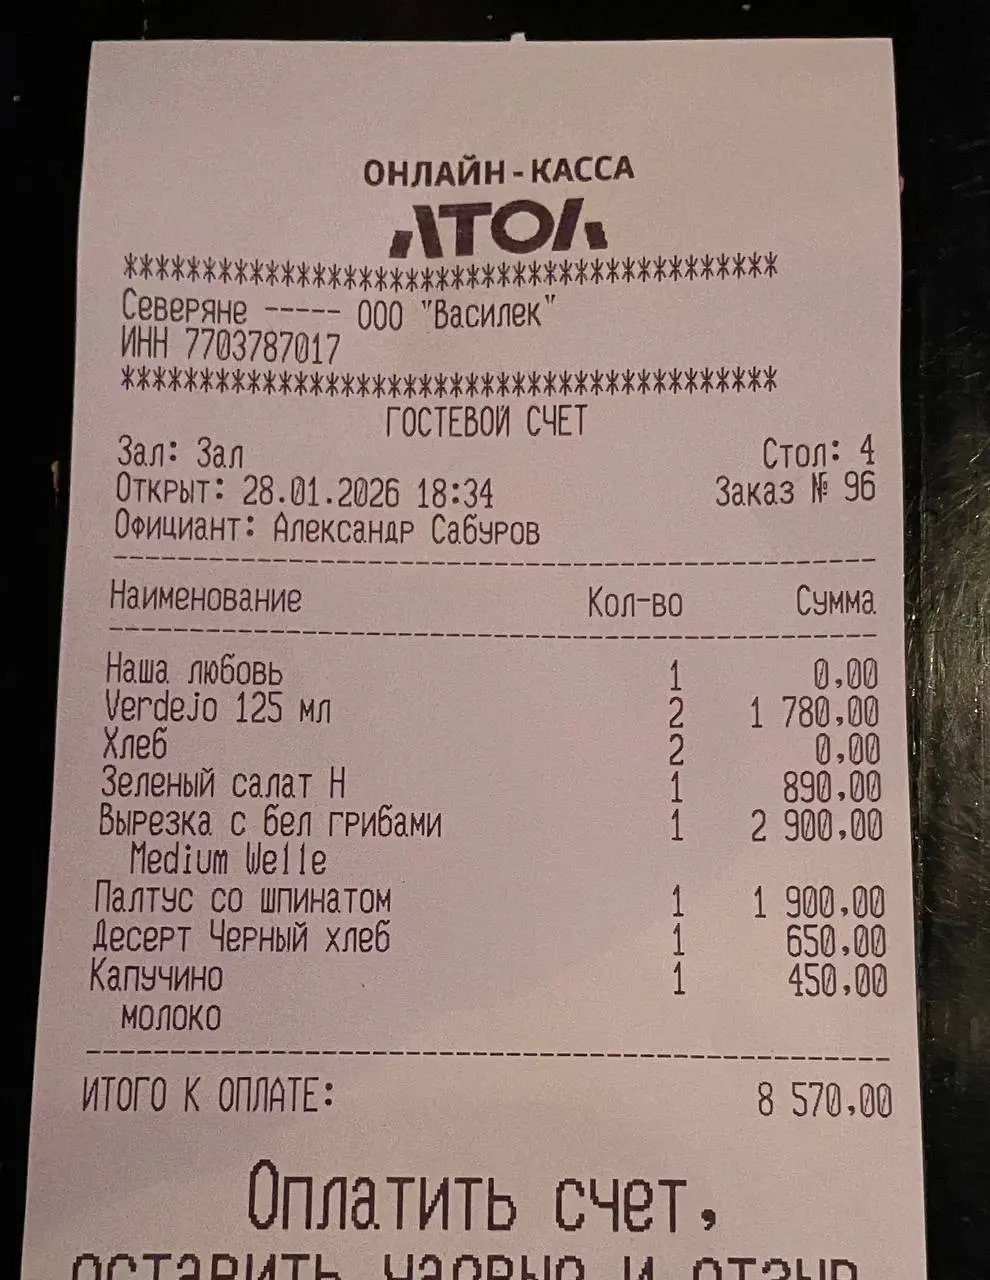 ОНЛАЙН-КАССА
АТОЛ
******************************************
Северяне ----- ООО "Василек"
ИНН 7703787017
******************************************
ГОСТЕВОЙ СЧЕТ
Зал: Зал Стол: 4
Открыт: 28.01.2026 18:34 Заказ № 96
Официант: Александр Сабуров
Наименование Кол-во Сумма
Наша любовь 1 0,00
Verdejo 125 мл 2 1 780,00
Хлеб 2 0,00
Зеленый салат Н 1 890,00
Вырезка с бел грибами 1 2 900,00
Medium Welle
Палтус со шпинатом 1 1 900,00
Десерт Черный хлеб 1 650,00
Капучино 1 450,00
молоко
ИТОГО К ОПЛАТЕ: 8 570,00
Оплатить счет,
оставить чаевые и отзыв